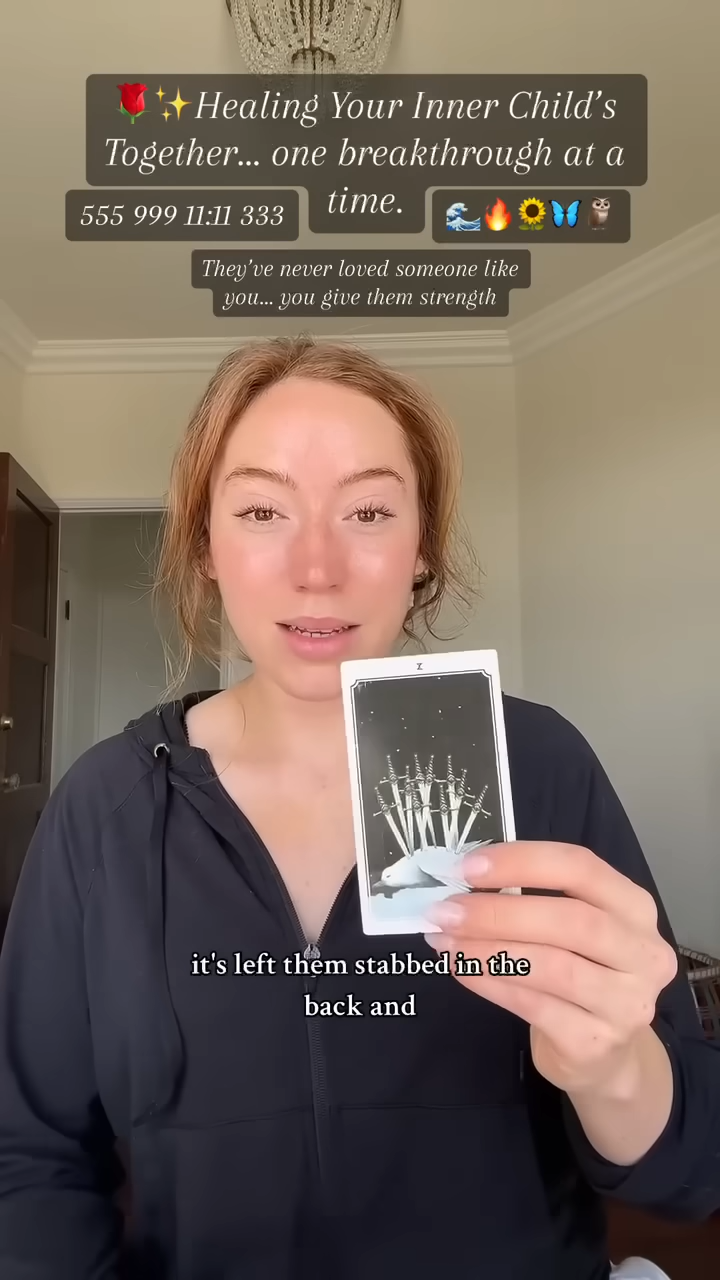 🌹✨Healing Your Inner Child’s
Together... one breakthrough at a
time.
555 999 11:11 333
🌊🔥🌻🦋🦉
They've never loved someone like
you... you give them strength
X
it's left them stabbed in the
back and